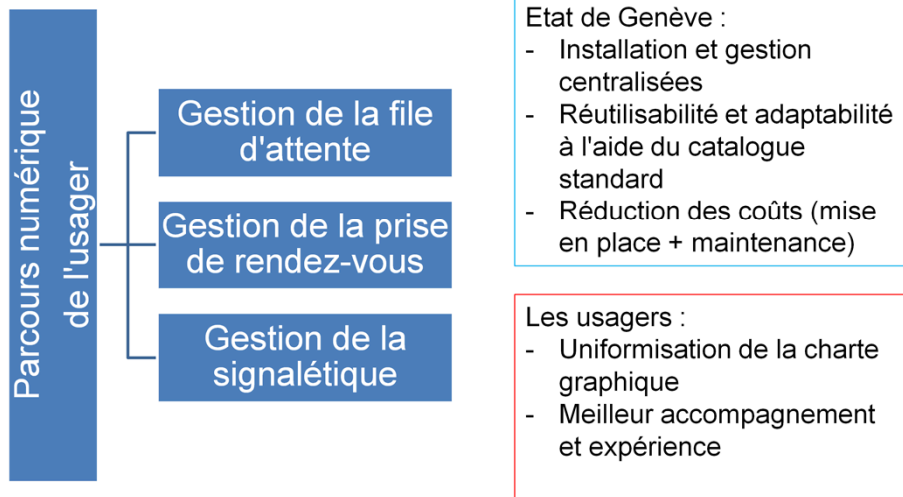 Parcours numérique
de l'usager
Gestion de la file
d'attente
Gestion de la prise
de rendez-vous
Gestion de la
signalétique
Etat de Genève :
- Installation et gestion
centralisées
- Réutilisabilité et adaptabilité
à l'aide du catalogue
standard
- Réduction des coûts (mise
en place + maintenance)
Les usagers :
- Uniformisation de la charte
graphique
- Meilleur accompagnement
et expérience